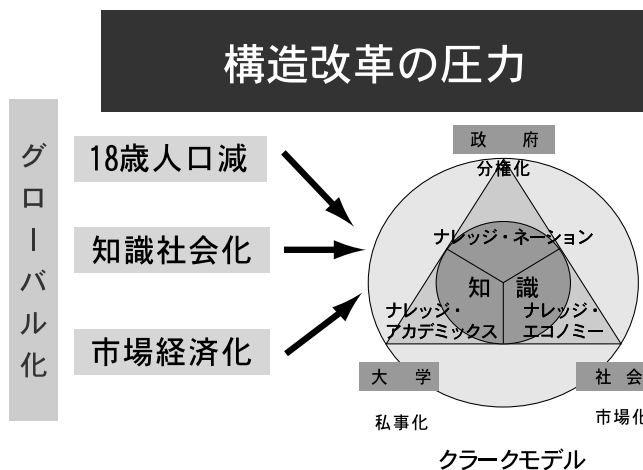 構造改革の圧力
グローバル化
18歳人口減
知識社会化
市場経済化
政　府
分権化
ナレッジ・ネーション
知　識
ナレッジ・
アカデミックス
ナレッジ・
エコノミー
大　学
社　会
私事化
市場化
クラークモデル